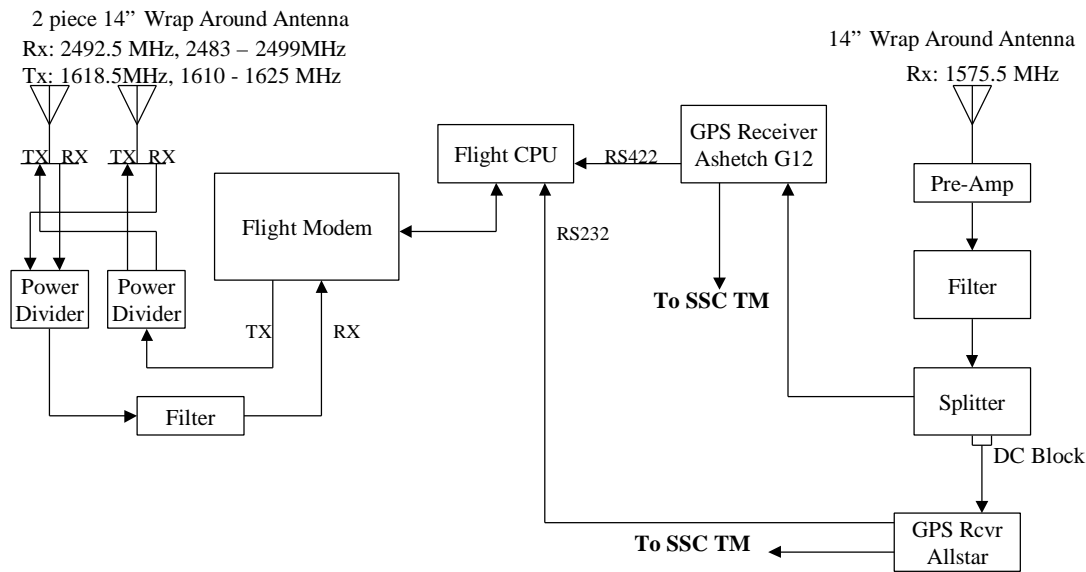 2 piece 14” Wrap Around Antenna
Rx: 2492.5 MHz, 2483 – 2499MHz
Tx: 1618.5MHz, 1610 - 1625 MHz
14” Wrap Around Antenna
Rx: 1575.5 MHz
TX RX TX RX
Flight CPU
RS422
GPS Receiver
Ashetch G12
Pre-Amp
Flight Modem
RS232
Power
Divider
Power
Divider
Filter
To SSC TM
TX
RX
Splitter
Filter
DC Block
GPS Rcvr
Allstar
To SSC TM